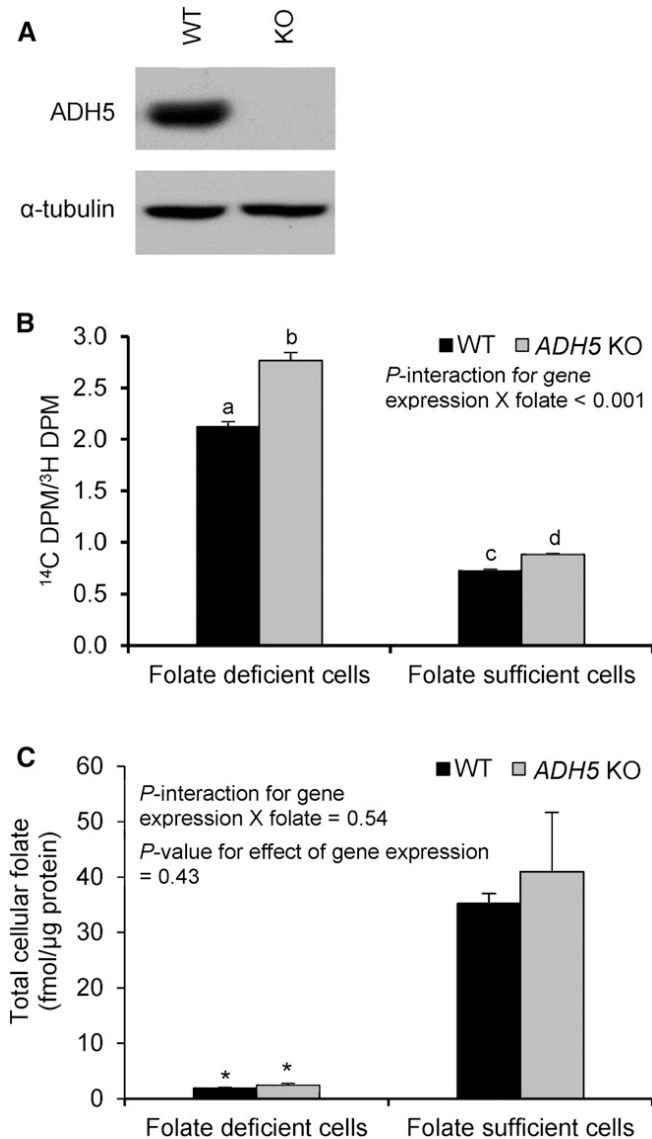 A
WT KO
ADH5
α-tubulin
B
WT ADH5 KO
P-interaction for gene
expression X folate < 0.001
¹⁴C DPM/³H DPM
3.0
2.5
2.0
1.5
1.0
0.5
0.0
a
b
c
d
Folate deficient cells Folate sufficient cells
C
WT ADH5 KO
P-interaction for gene
expression X folate = 0.54
P-value for effect of gene expression
= 0.43
Total cellular folate
(fmol/µg protein)
60
50
40
30
20
10
0
* *
Folate deficient cells Folate sufficient cells